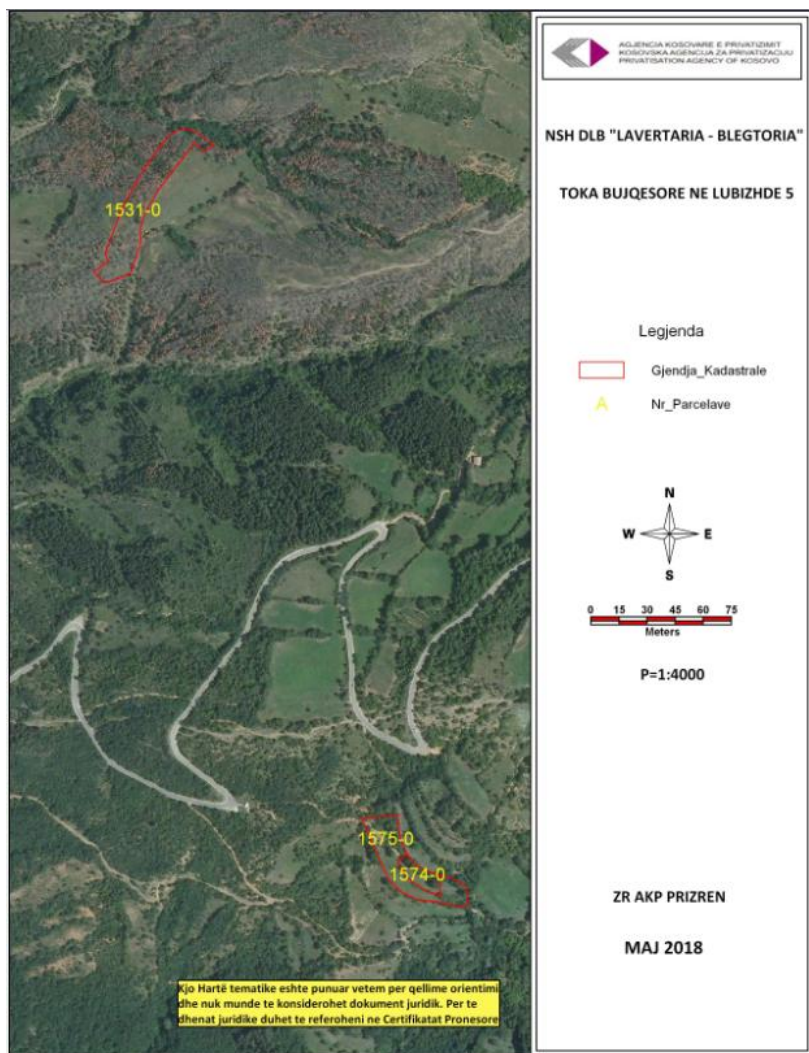 AGJENCIA KOSOVARE E PRIVATIZIMIT
KOSOVSKA AGENCIJA ZA PRIVATIZACIJU
PRIVATISATION AGENCY OF KOSOVO
NSH DLB "LAVERTARIA - BLEGTORIA"
TOKA BUJQESORE NE LUBIZHDE 5
Legjenda
Gjendja_Kadastrale
A Nr_Parcelave
N
W E
S
0 15 30 45 60 75
Meters
P=1:4000
ZR AKP PRIZREN
MAJ 2018
1531-0
1575-0
1574-0
Kjo Hartë tematike eshte punuar vetem per qellime orientimi
dhe nuk munde te konsiderohet dokument juridik. Per te
dhenat juridike duhet te referoheni ne Certifikatat Pronesore